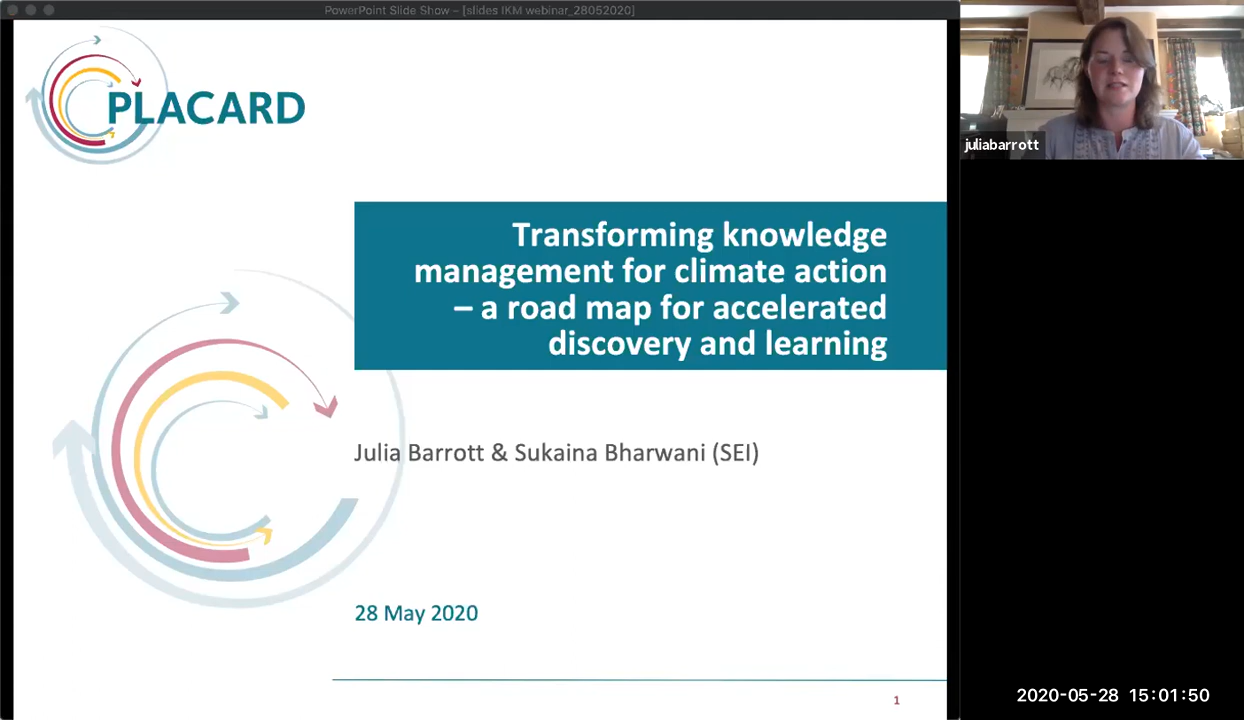 PowerPoint Slide Show – [slides IKM webinar_28052020]
PLACARD
juliabarrott
Transforming knowledge
management for climate action
– a road map for accelerated
discovery and learning
Julia Barrott & Sukaina Bharwani (SEI)
28 May 2020
1
2020-05-28 15:01:50